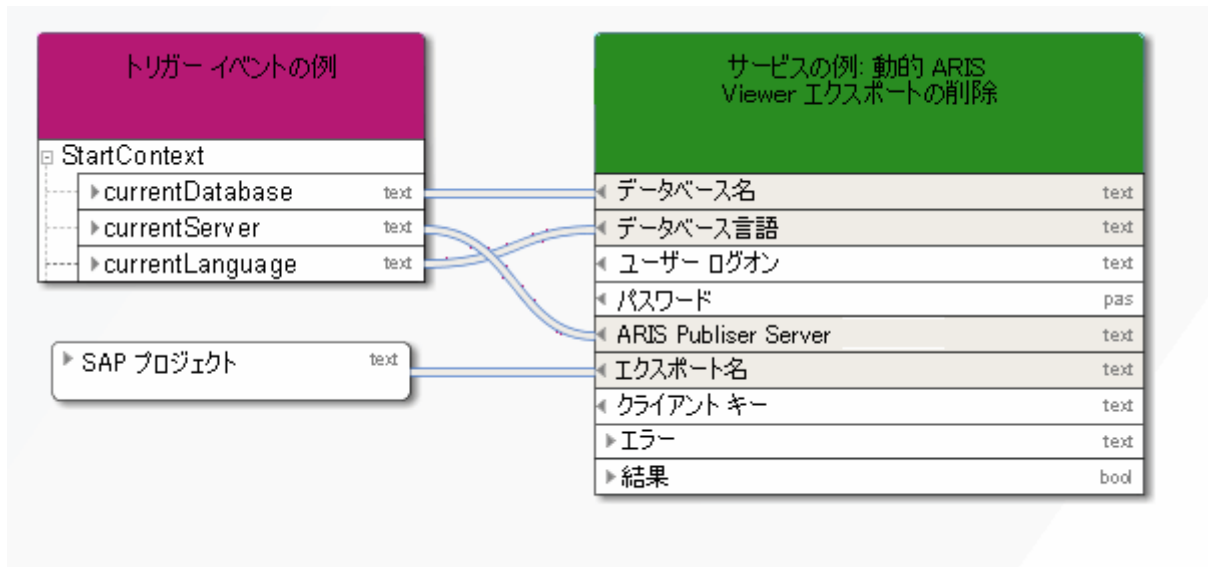 トリガー イベントの例
StartContext
currentDatabase text
currentServer text
currentLanguage text
SAP プロジェクト text
サービスの例: 動的 ARIS
Viewer エクスポートの削除
データベース名 text
データベース言語 text
ユーザー ログオン text
パスワード pas
ARIS Publiser Server text
エクスポート名 text
クライアント キー text
エラー text
結果 bool